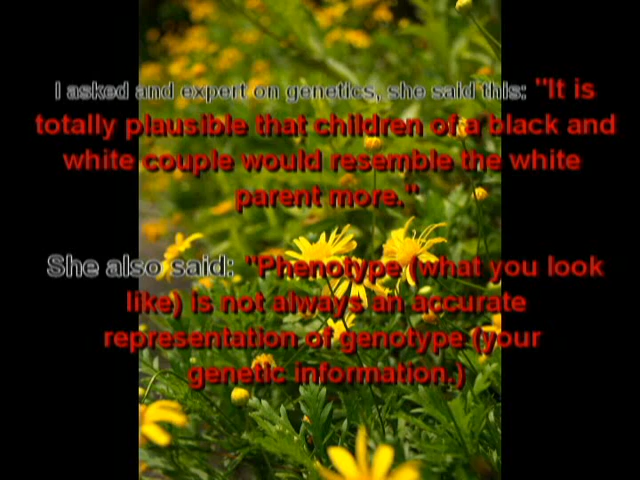 I asked and expert on genetics, she said this: "It is
totally plausible that children of a black and
white couple would resemble the white
parent more."
She also said: "Phenotype (what you look
like) is not always an accurate
representation of genotype (your
genetic information.)